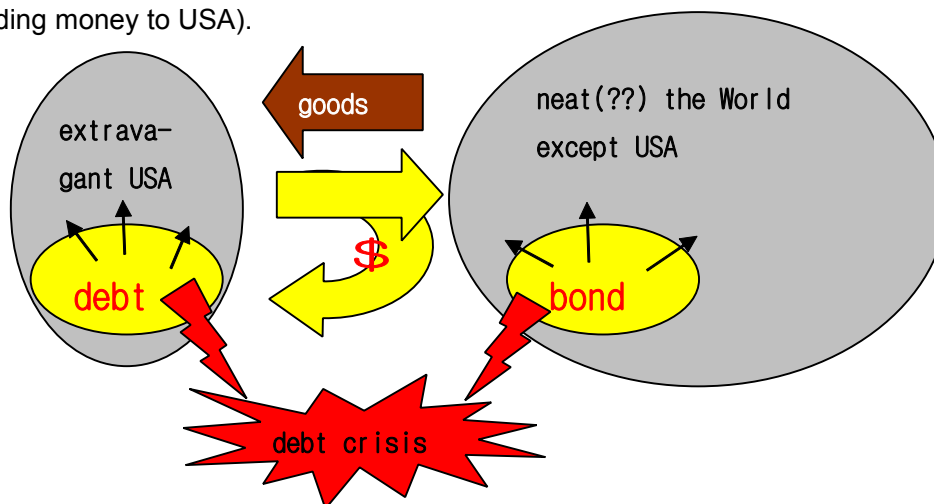 ding money to USA).
goods
neat(??) the World
except USA
extrava-
gant USA
$
debt
bond
debt crisis